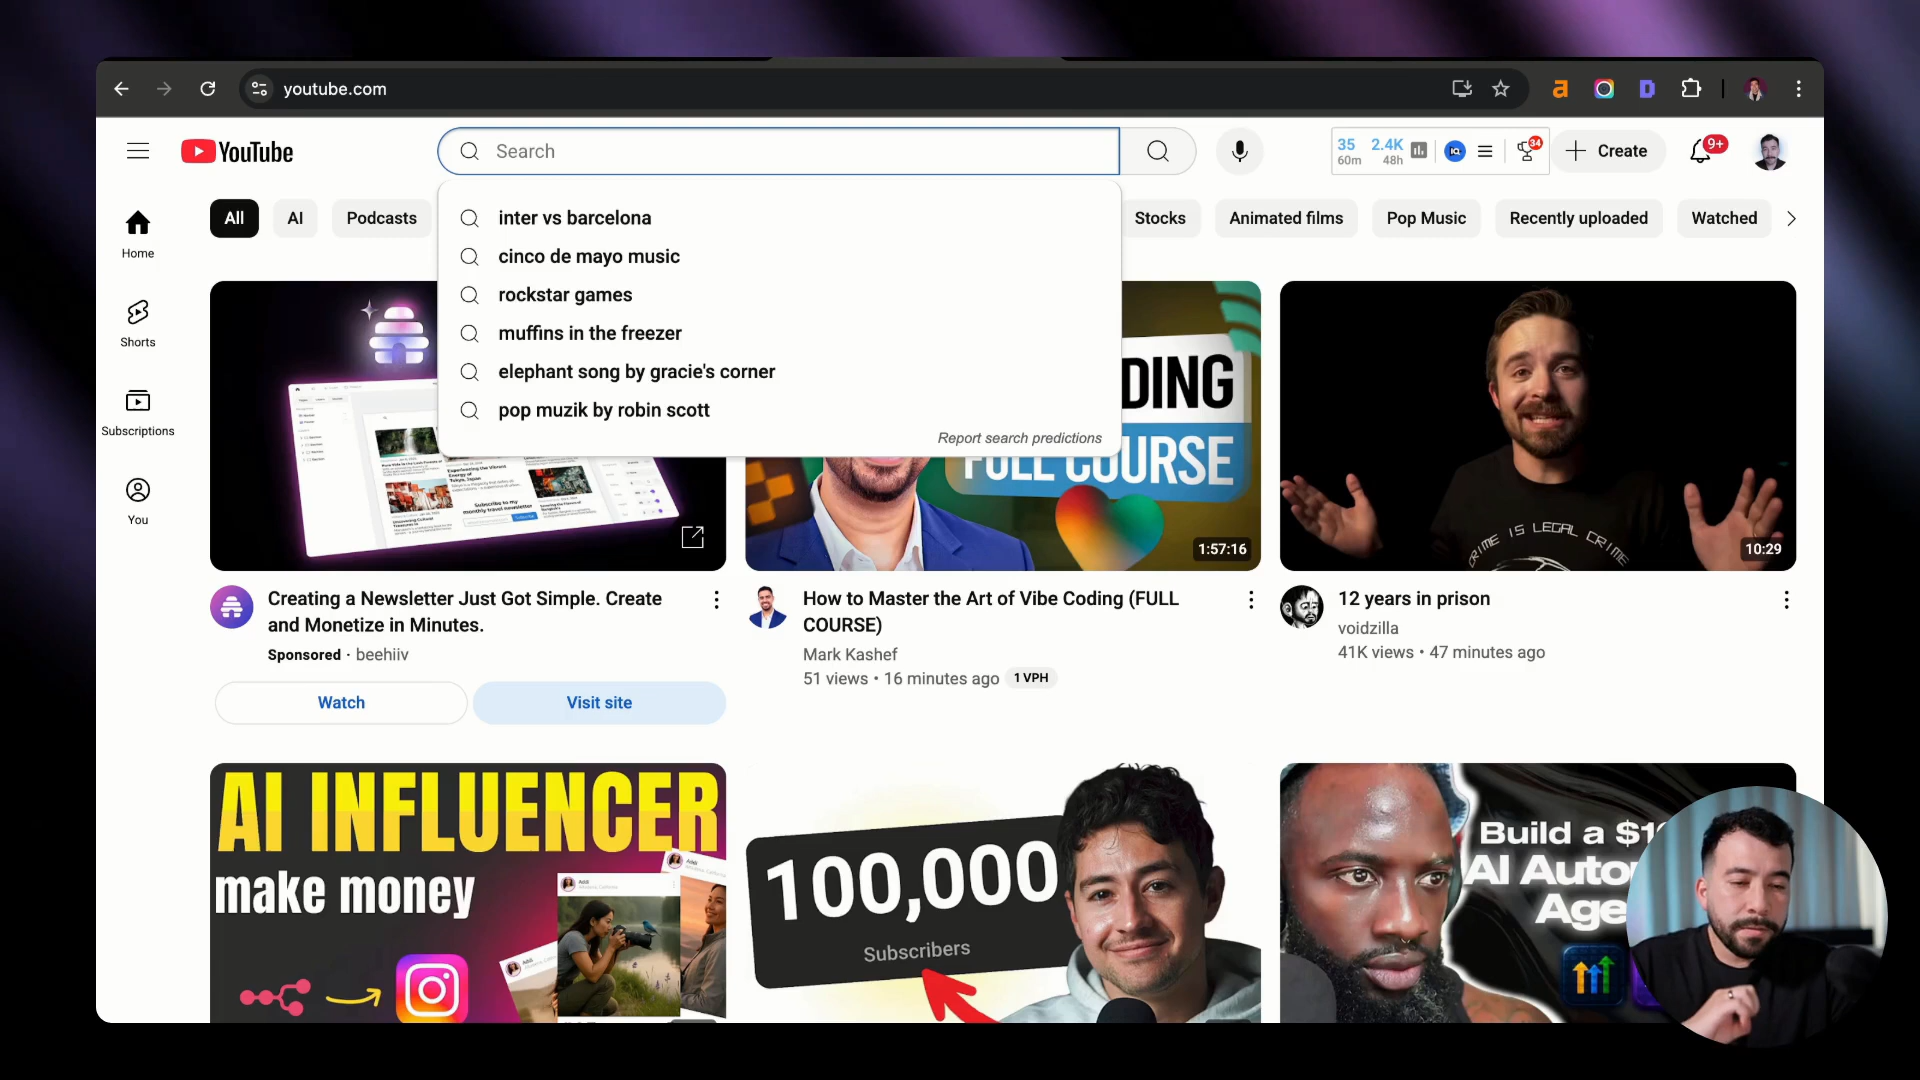 youtube.com
YouTube
Search
35
60m
2.4K
48h
IQ
34
Create
9+
inter vs barcelona
cinco de mayo music
rockstar games
muffins in the freezer
elephant song by gracie's corner
pop muzik by robin scott
Report search predictions
All
AI
Podcasts
Stocks
Animated films
Pop Music
Recently uploaded
Watched
Home
Shorts
Subscriptions
You
DING
FULL COURSE
1:57:16
CRIME IS LEGAL CRIME
10:29
Creating a Newsletter Just Got Simple. Create
and Monetize in Minutes.
Sponsored · beehiiv
Watch
Visit site
How to Master the Art of Vibe Coding (FULL
COURSE)
Mark Kashef
51 views • 16 minutes ago
1 VPH
12 years in prison
voidzilla
41K views • 47 minutes ago
AI INFLUENCER
make money
100,000
Subscribers
Build a $1
AI Auto
Age